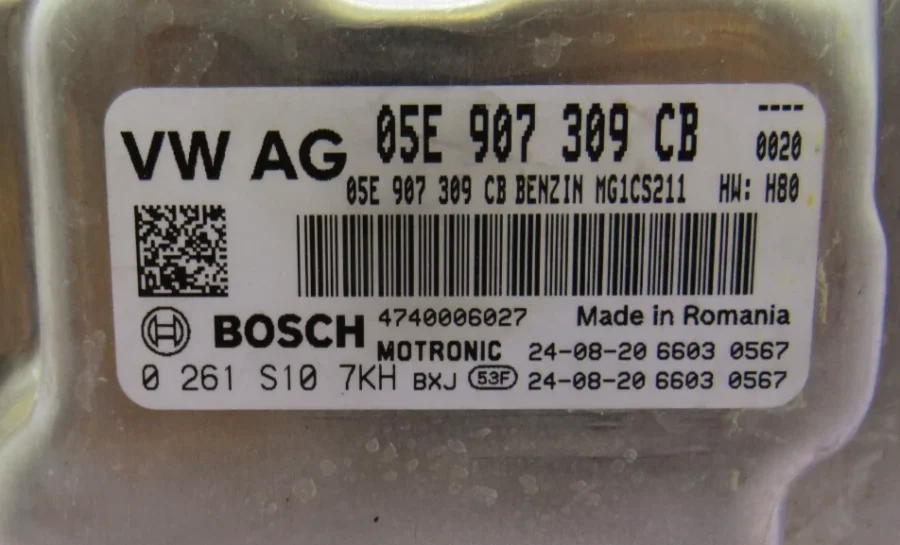 VW AG 05E 907 309 CB ----
0020
05E 907 309 CB BENZIN MG1CS211 HW: H80
BOSCH 4740006027 Made in Romania
MOTRONIC 24-08-20 6603 0567
0 261 S10 7KH BXJ 53F 24-08-20 6603 0567